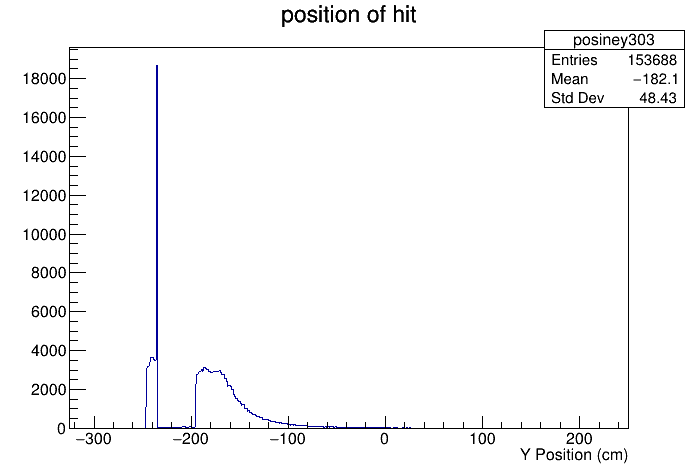 position of hit
posiney303
Entries 153688
Mean −182.1
Std Dev 48.43
18000
16000
14000
12000
10000
8000
6000
4000
2000
0
−300 −200 −100 0 100 200
Y Position (cm)